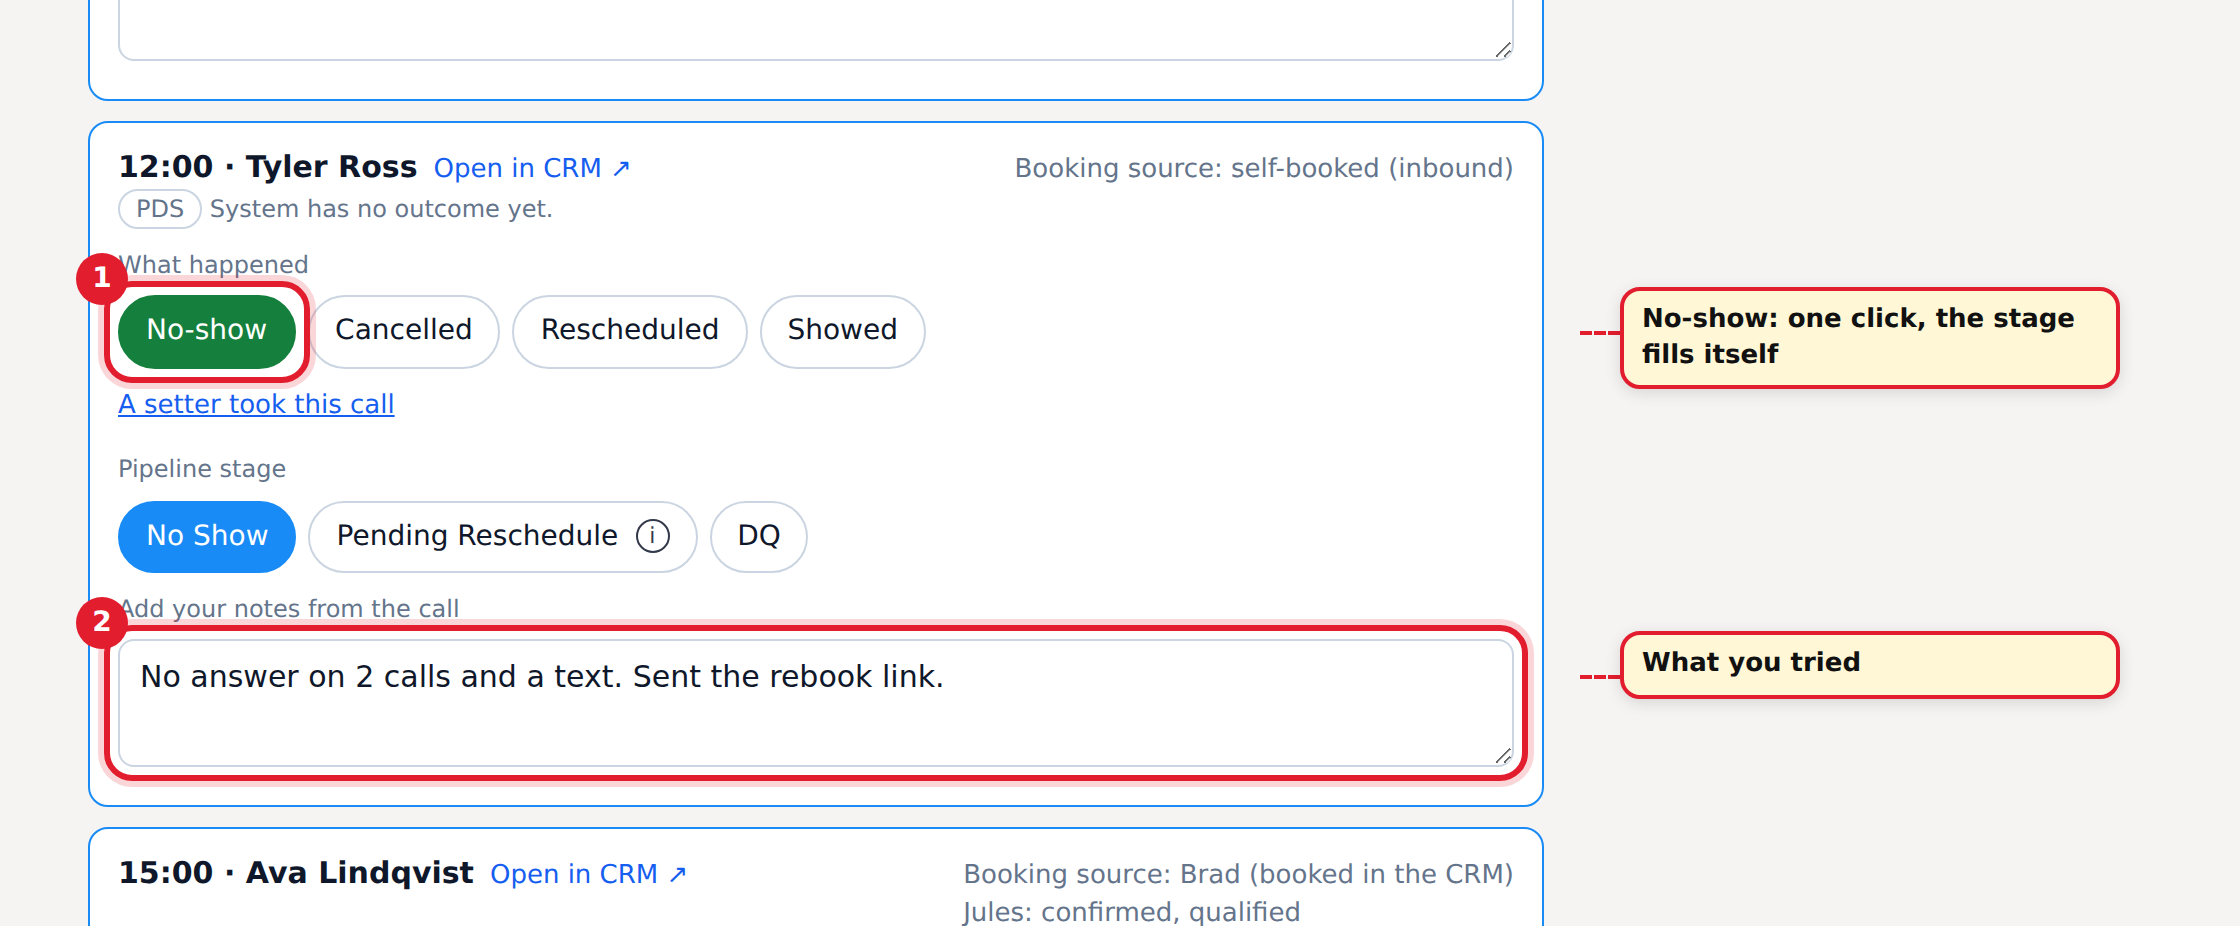 12:00 · Tyler Ross Open in CRM ↗ Booking source: self-booked (inbound)
PDS System has no outcome yet.
What happened
1
No-show Cancelled Rescheduled Showed
No-show: one click, the stage
fills itself
A setter took this call
Pipeline stage
No Show Pending Reschedule i DQ
Add your notes from the call
2
What you tried
No answer on 2 calls and a text. Sent the rebook link.
15:00 · Ava Lindqvist Open in CRM ↗ Booking source: Brad (booked in the CRM)
Jules: confirmed, qualified